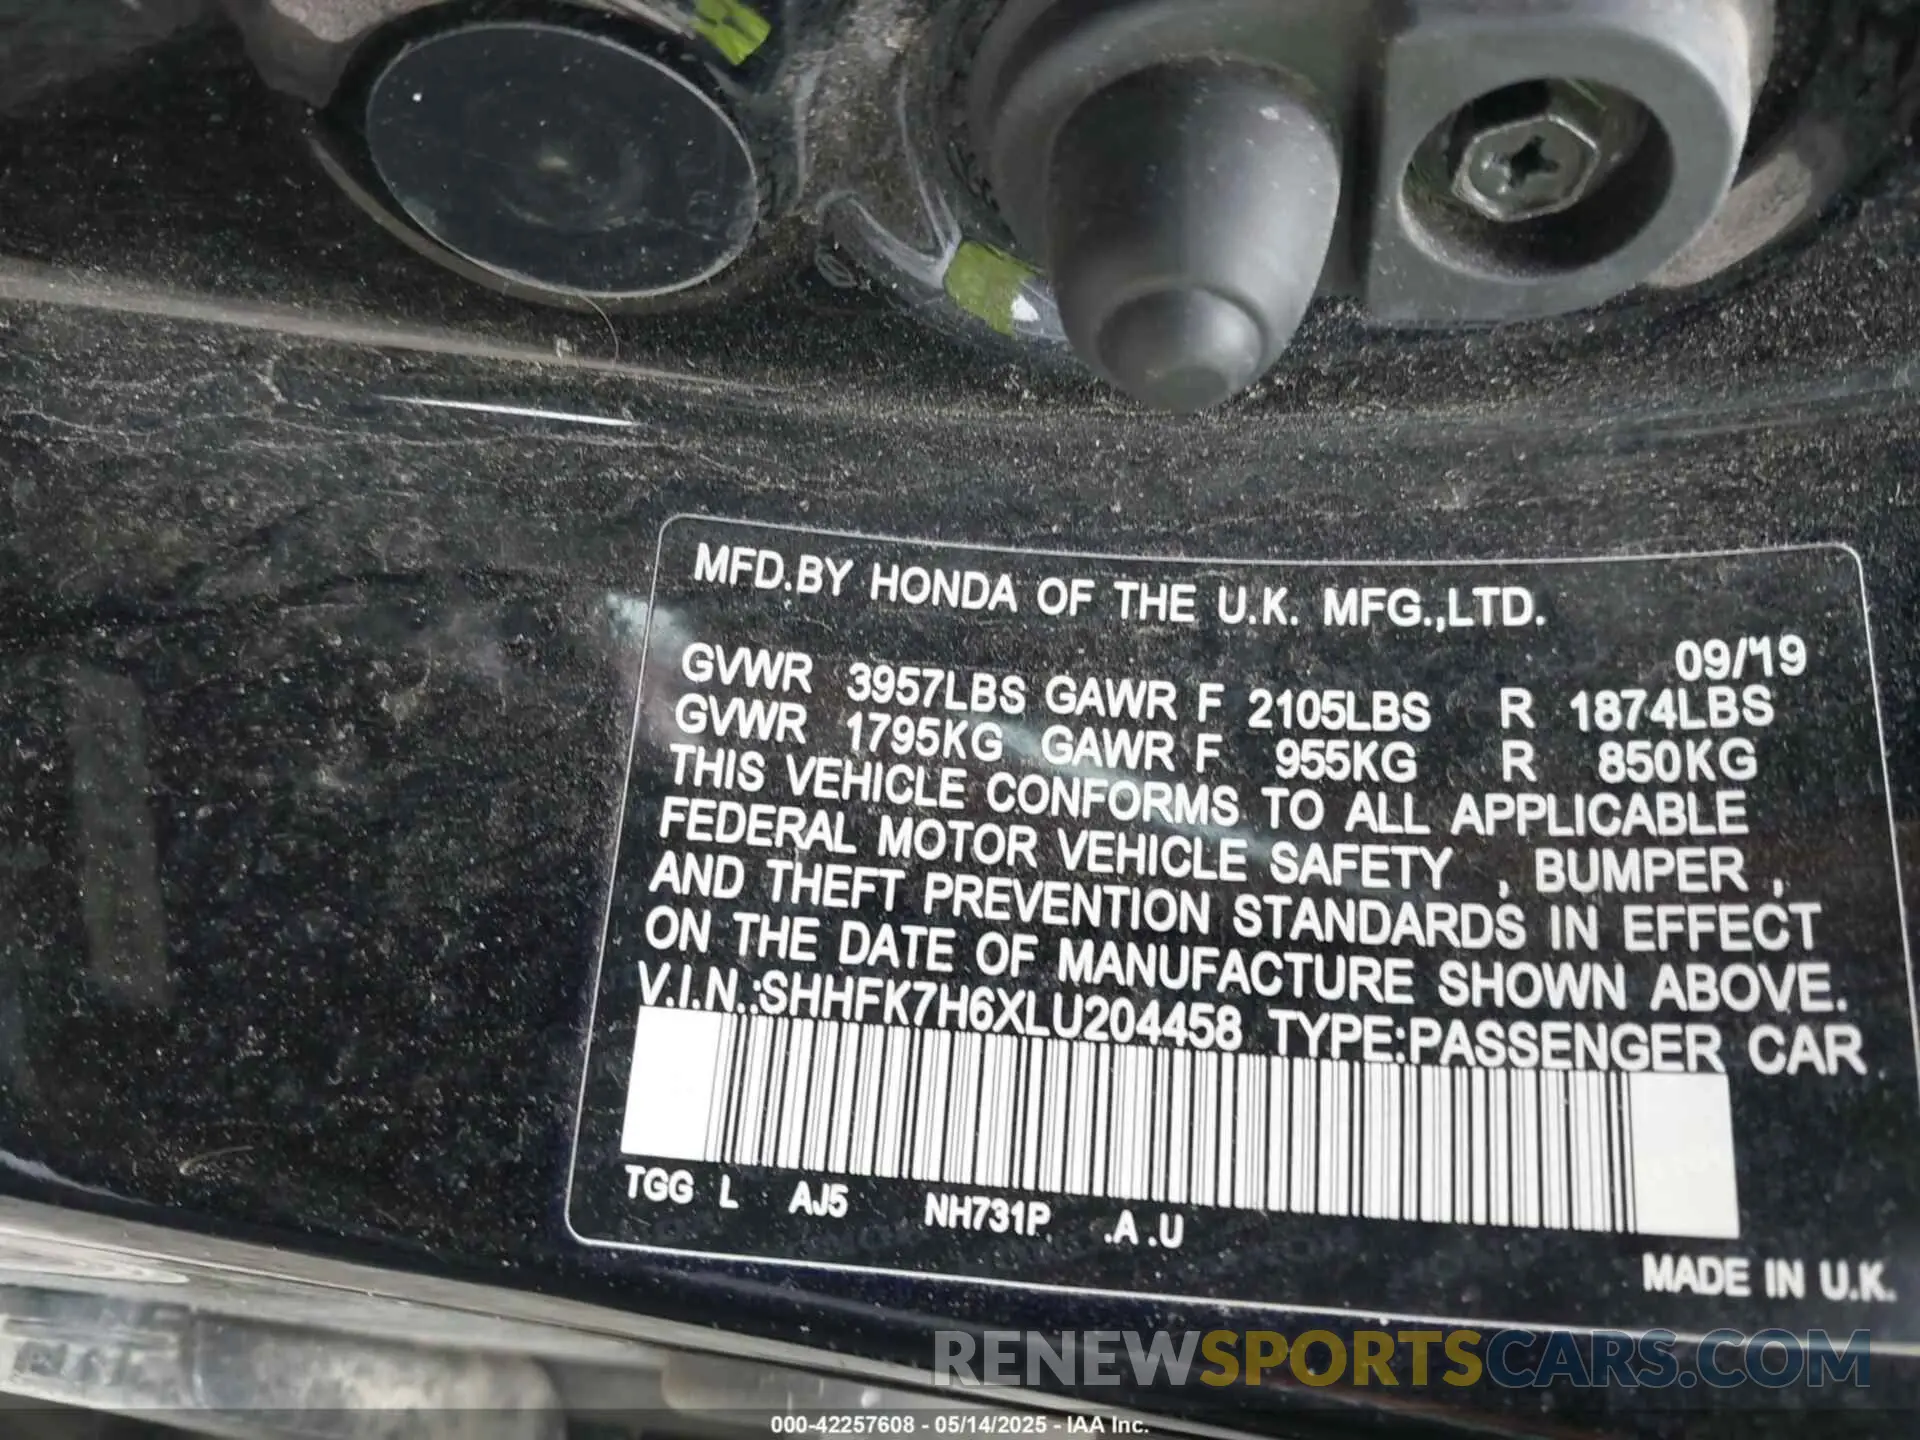 MFD.BY HONDA OF THE U.K. MFG.,LTD.
09/19
GVWR 3957LBS GAWR F 2105LBS R 1874LBS
GVWR 1795KG GAWR F 955KG R 850KG
THIS VEHICLE CONFORMS TO ALL APPLICABLE
FEDERAL MOTOR VEHICLE SAFETY , BUMPER ,
AND THEFT PREVENTION STANDARDS IN EFFECT
ON THE DATE OF MANUFACTURE SHOWN ABOVE.
V.I.N.:SHHFK7H6XLU204458 TYPE:PASSENGER CAR
TGG L AJ5 NH731P .A .U
MADE IN U.K.
RENEWSPORTSCARS.COM
000-42257608 - 05/14/2025 - IAA Inc.